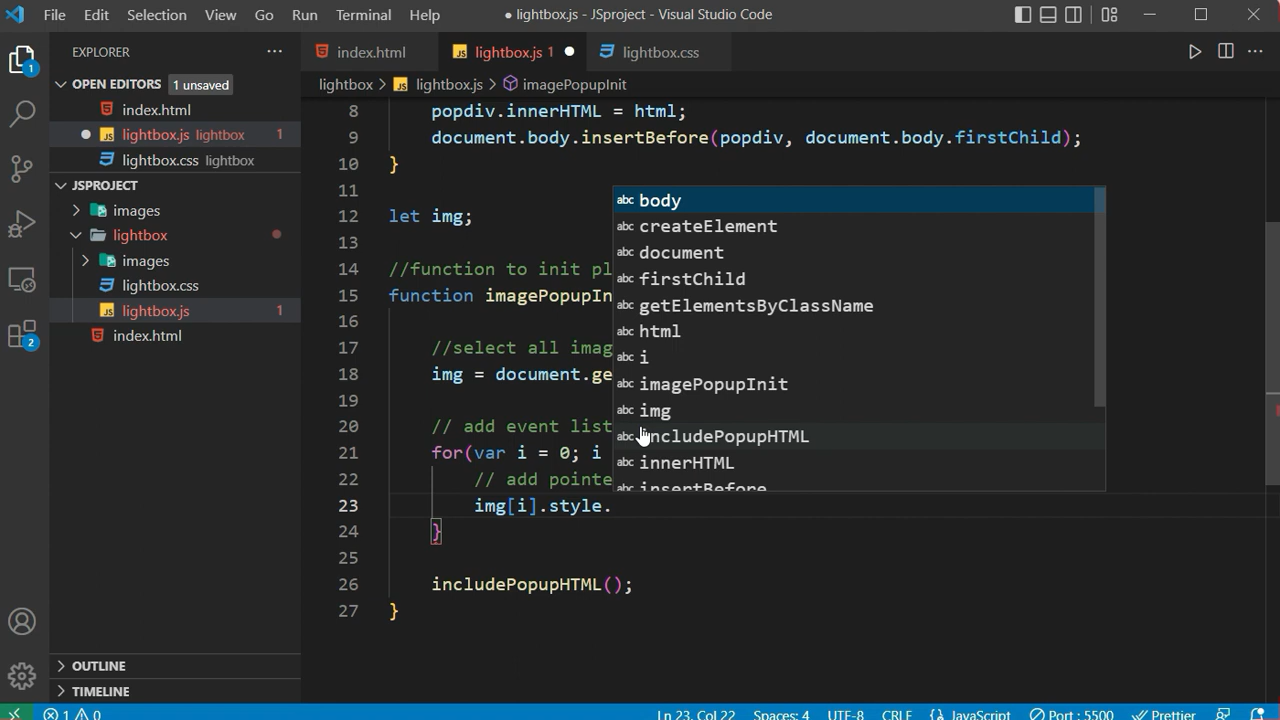 File Edit Selection View Go Run Terminal Help
● lightbox.js - JSproject - Visual Studio Code
EXPLORER ···
index.html
lightbox.js 1 ●
lightbox.css
OPEN EDITORS 1 unsaved
lightbox > lightbox.js > imagePopupInit
index.html
● lightbox.js lightbox 1
lightbox.css lightbox
JSPROJECT
images
lightbox
images
lightbox.css
lightbox.js 1
index.html
OUTLINE
TIMELINE
1
2
8 popdiv.innerHTML = html;
9 document.body.insertBefore(popdiv, document.body.firstChild);
10 }
11
12 let img;
13
14 //function to init pl
15 function imagePopupIn
16
17 //select all imag
18 img = document.ge
19
20 // add event list
21 for(var i = 0; i
22 // add pointe
23 img[i].style.
24 }
25
26 includePopupHTML();
27 }
abc body
abc createElement
abc document
abc firstChild
abc getElementsByClassName
abc html
abc i
abc imagePopupInit
abc img
abc includePopupHTML
abc innerHTML
abc insertBefore
1 0 Ln 23, Col 22 Spaces: 4 UTF-8 CRLF {} JavaScript Port : 5500 Prettier